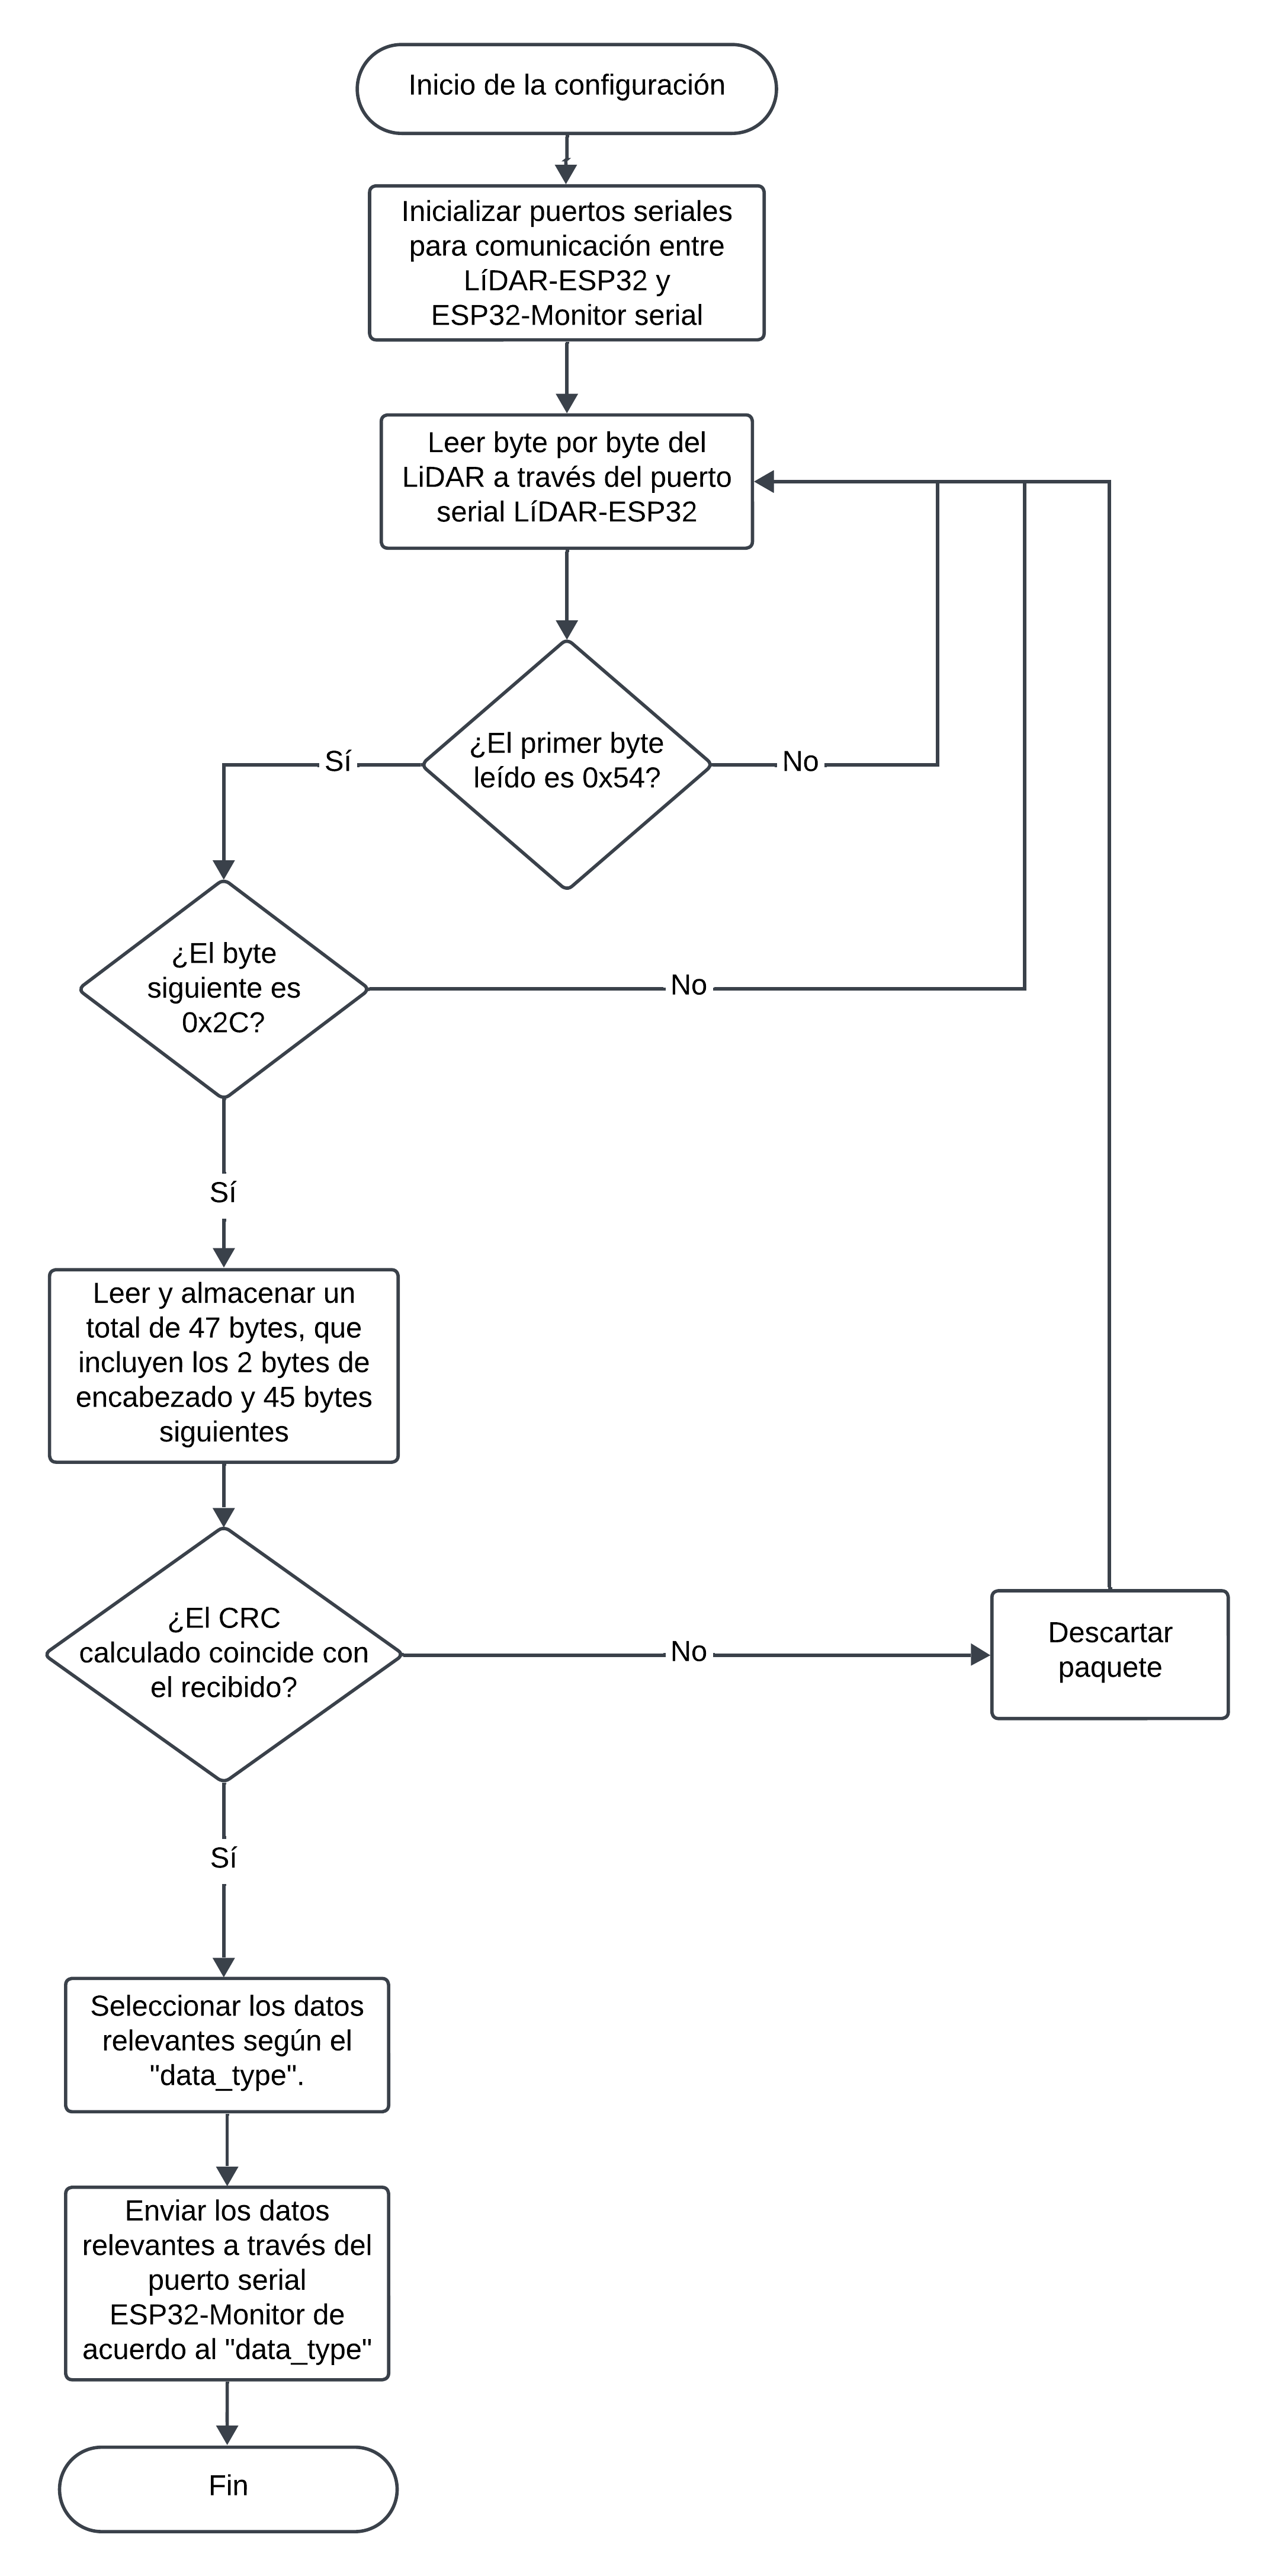 Inicio de la configuración
Inicializar puertos seriales
para comunicación entre
LíDAR-ESP32 y
ESP32-Monitor serial
Leer byte por byte del
LiDAR a través del puerto
serial LíDAR-ESP32
¿El primer byte
leído es 0x54?
Sí
No
¿El byte
siguiente es
0x2C?
No
Sí
Leer y almacenar un
total de 47 bytes, que
incluyen los 2 bytes de
encabezado y 45 bytes
siguientes
¿El CRC
calculado coincide con
el recibido?
No
Descartar
paquete
Sí
Seleccionar los datos
relevantes según el
"data_type".
Enviar los datos
relevantes a través del
puerto serial
ESP32-Monitor de
acuerdo al "data_type"
Fin